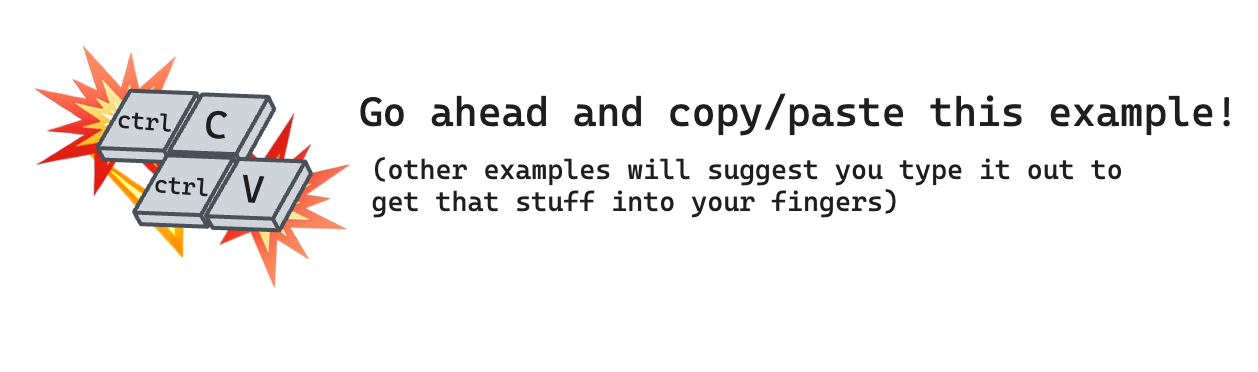 ctrl C
ctrl V
Go ahead and copy/paste this example!
(other examples will suggest you type it out to
get that stuff into your fingers)